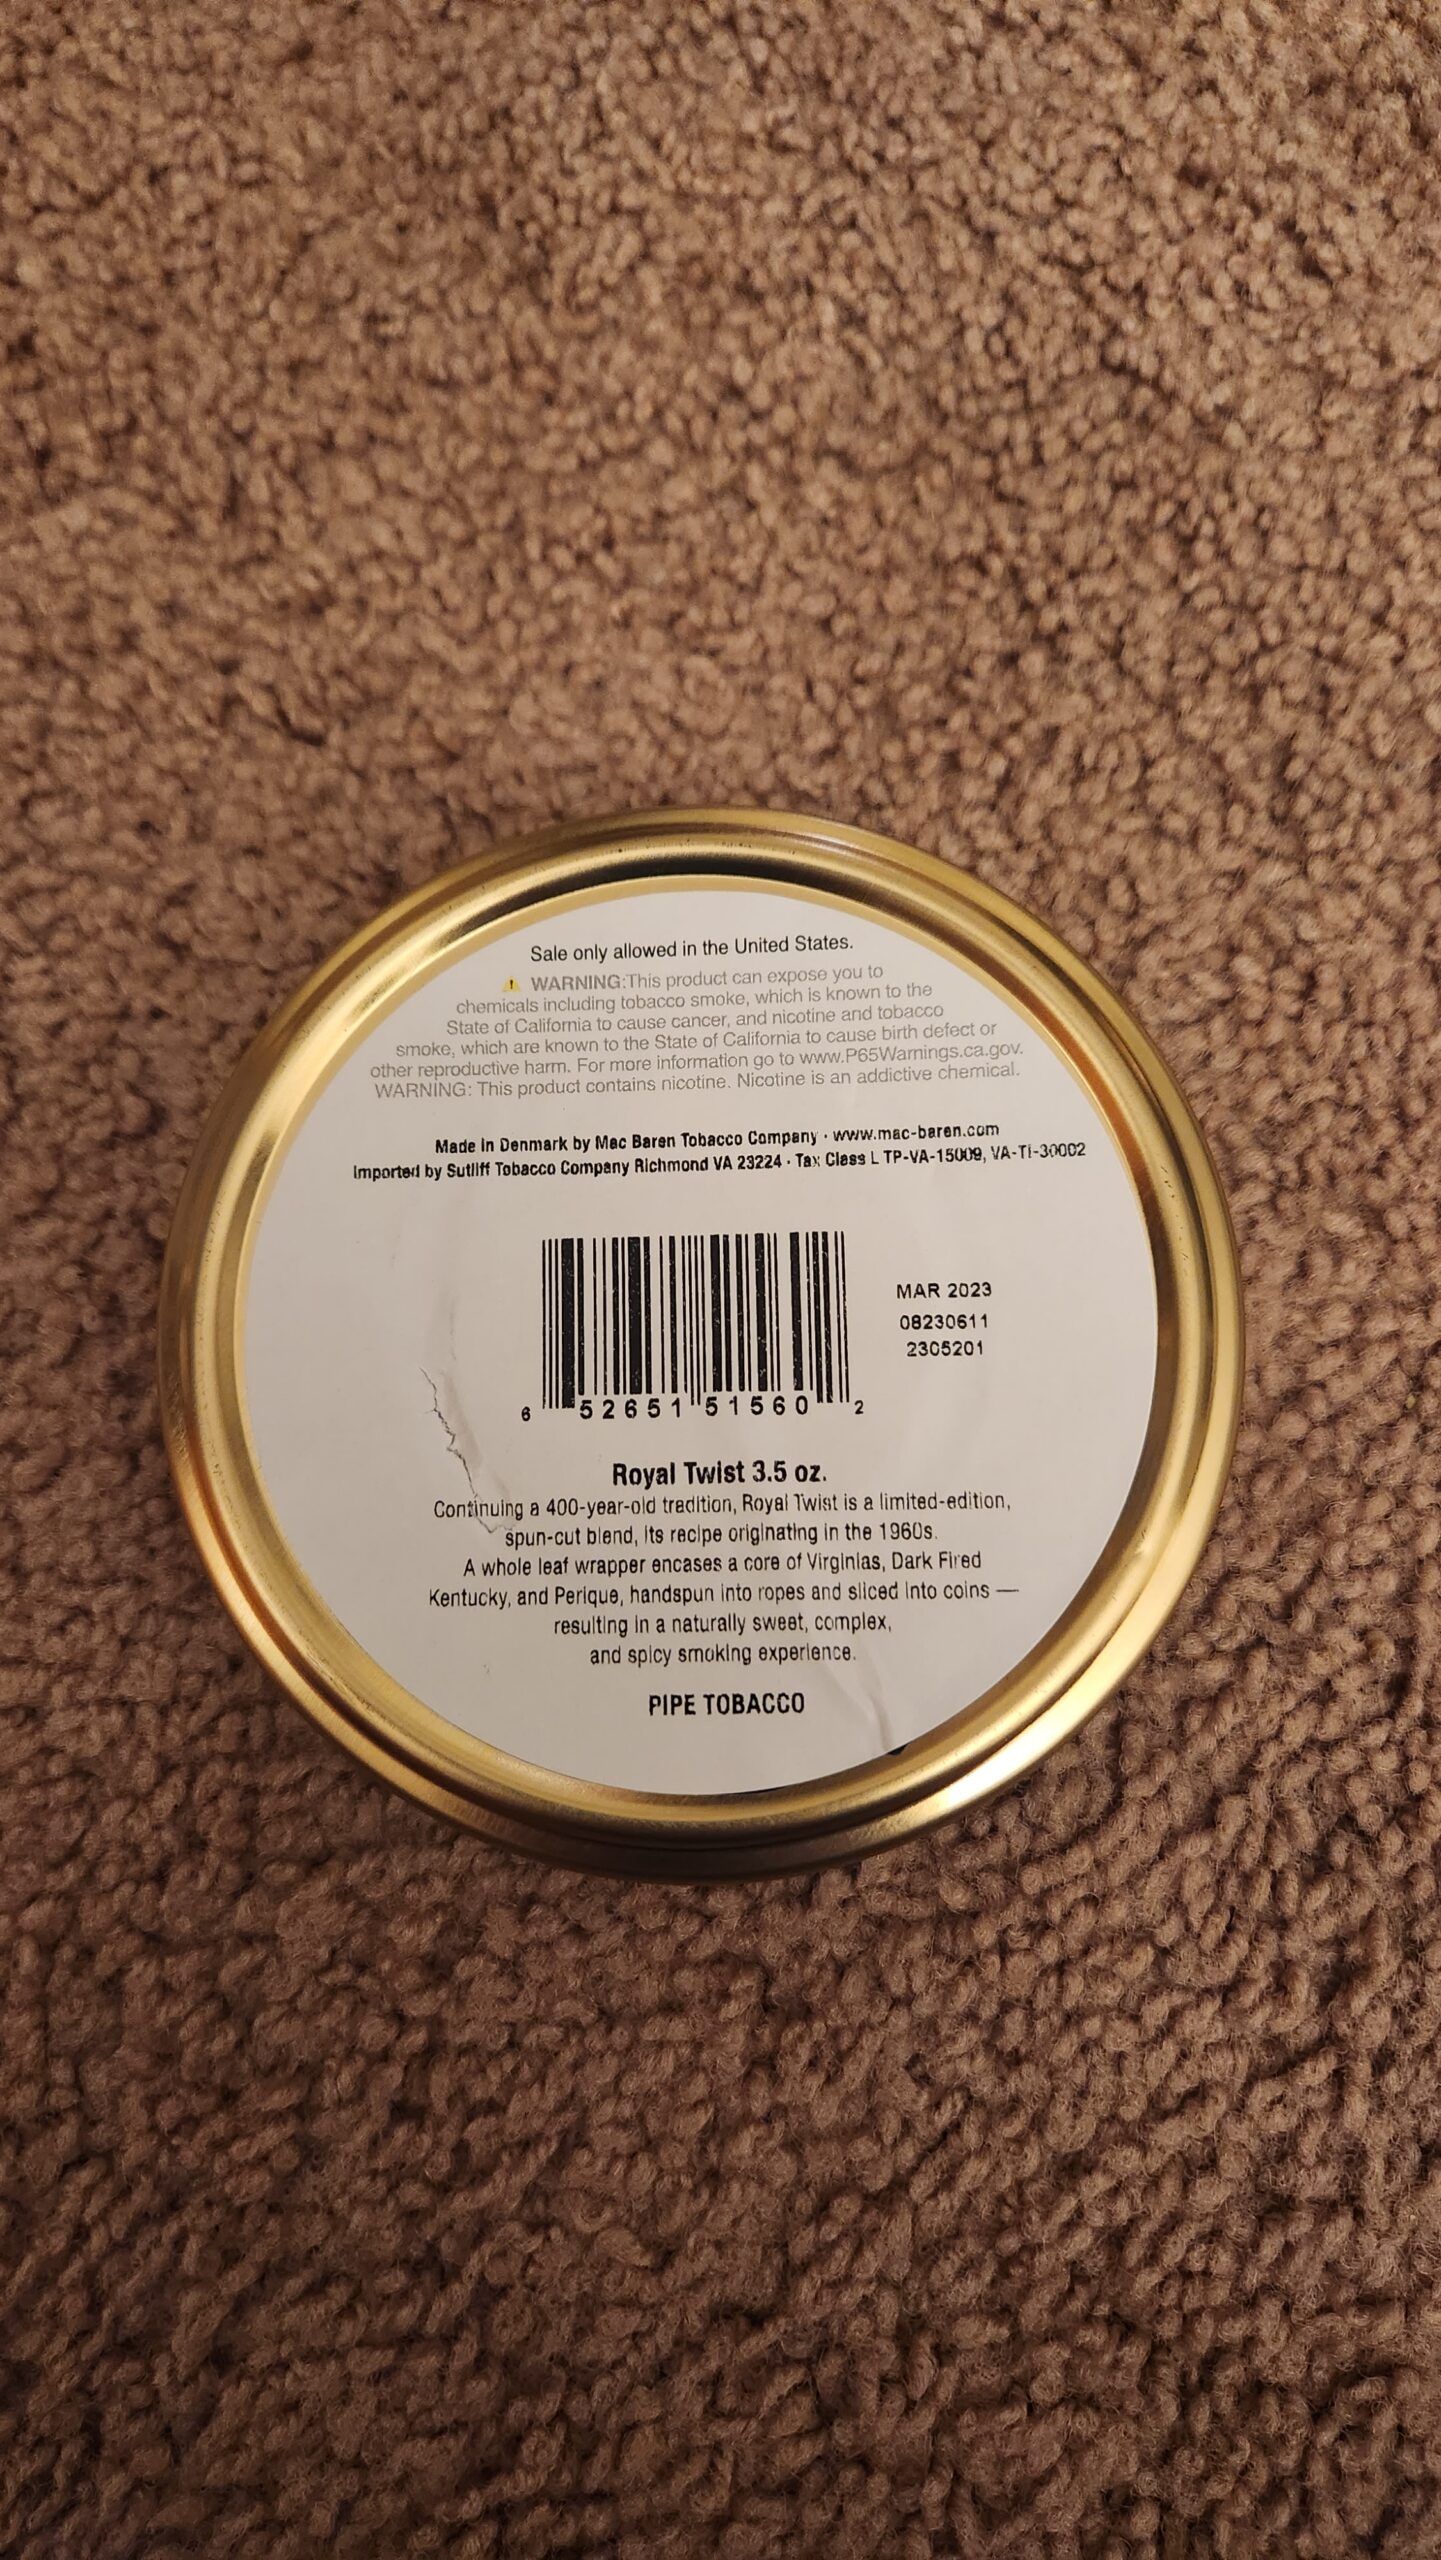 Sale only allowed in the United States.
⚠ WARNING:This product can expose you to
chemicals including tobacco smoke, which is known to the
State of California to cause cancer, and nicotine and tobacco
smoke, which are known to the State of California to cause birth defect or
other reproductive harm. For more information go to www.P65Warnings.ca.gov.
WARNING: This product contains nicotine. Nicotine is an addictive chemical.
Made in Denmark by Mac Baren Tobacco Company · www.mac-baren.com
Imported by Sutliff Tobacco Company Richmond VA 23224 · Tax Class L TP-VA-15009, VA-TI-30002
MAR 2023
08230611
2305201
6 52651 51560 2
Royal Twist 3.5 oz.
Continuing a 400-year-old tradition, Royal Twist is a limited-edition,
spun-cut blend, its recipe originating in the 1960s.
A whole leaf wrapper encases a core of Virginias, Dark Fired
Kentucky, and Perique, handspun into ropes and sliced into coins —
resulting in a naturally sweet, complex,
and spicy smoking experience.
PIPE TOBACCO